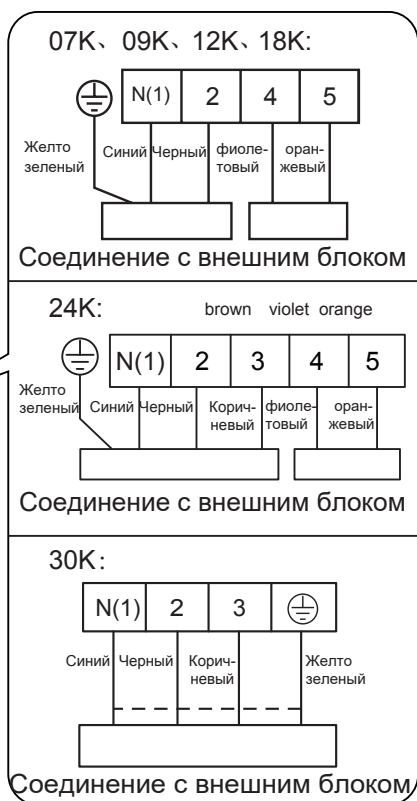 07K、09K、12K、18K:
N(1) 2 4 5
Желто
зеленый
Синий Черный фиоле-
товый
оран-
жевый
Соединение с внешним блоком
24K:
brown violet orange
N(1) 2 3 4 5
Желто
зеленый
Синий Черный Корич-
невый
фиоле-
товый
оран-
жевый
Соединение с внешним блоком
30K:
N(1) 2 3
Синий Черный Корич-
невый
Желто
зеленый
Соединение с внешним блоком